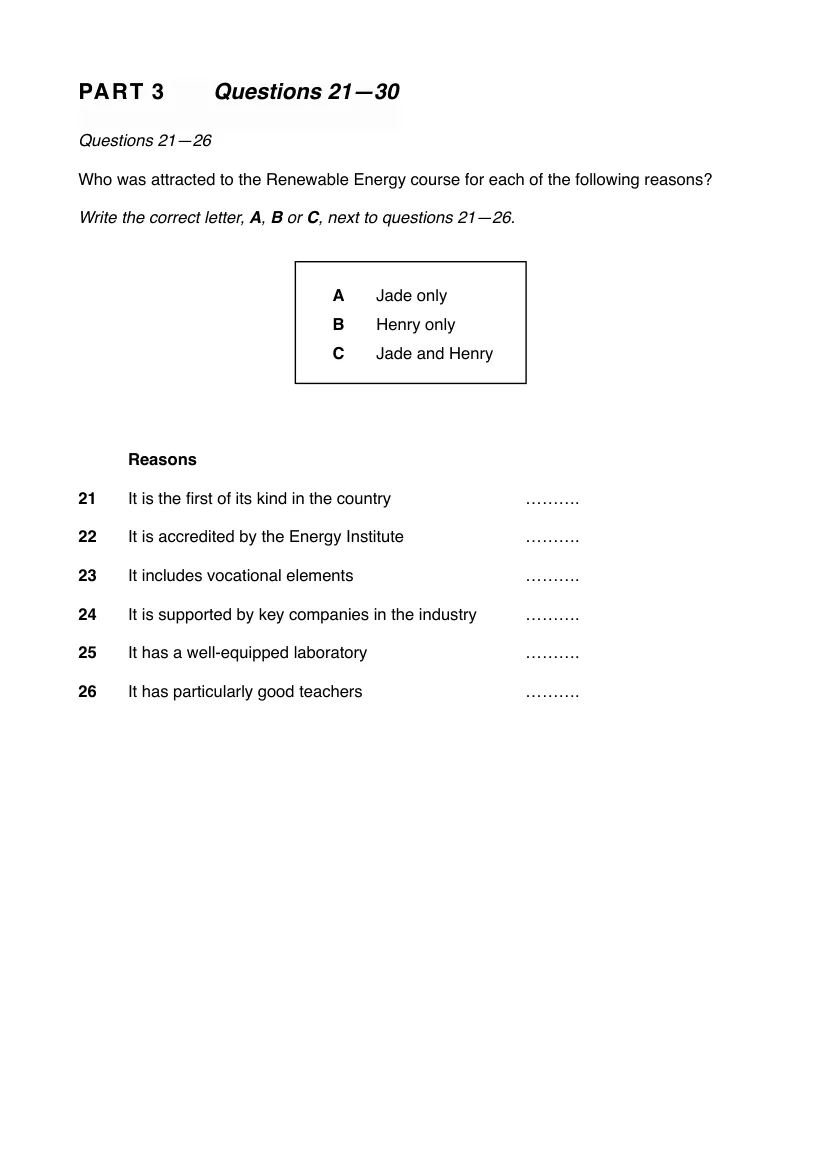 PART 3 Questions 21—30
Questions 21—26
Who was attracted to the Renewable Energy course for each of the following reasons?
Write the correct letter, A, B or C, next to questions 21—26.
A Jade only
B Henry only
C Jade and Henry
Reasons
21 It is the first of its kind in the country ……….
22 It is accredited by the Energy Institute ……….
23 It includes vocational elements ……….
24 It is supported by key companies in the industry ……….
25 It has a well-equipped laboratory ……….
26 It has particularly good teachers ……….